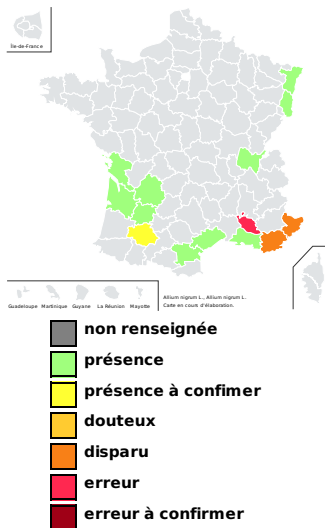 Île-de-France
Guadeloupe Martinique Guyane La Réunion Mayotte
Allium nigrum L., Allium nigrum L.
Carte en cours d'élaboration.
non renseignée
présence
présence à confimer
douteux
disparu
erreur
erreur à confirmer